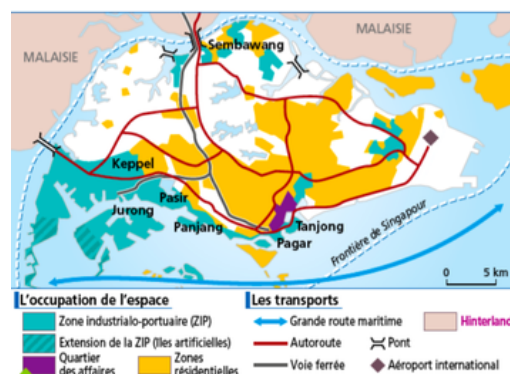 MALAISIE
MALAISIE
Sembawang
Keppel
Jurong
Pasir
Panjang
Tanjong
Pagar
Frontière de Singapour
0 5 km
L'occupation de l'espace
Zone industrialo-portuaire (ZIP)
Extension de la ZIP (Iles artificielles)
Quartier
des affaires
Zones
résidentielles
Les transports
Grande route maritime
Autoroute
Voie ferrée
Pont
Aéroport international
Hinterland